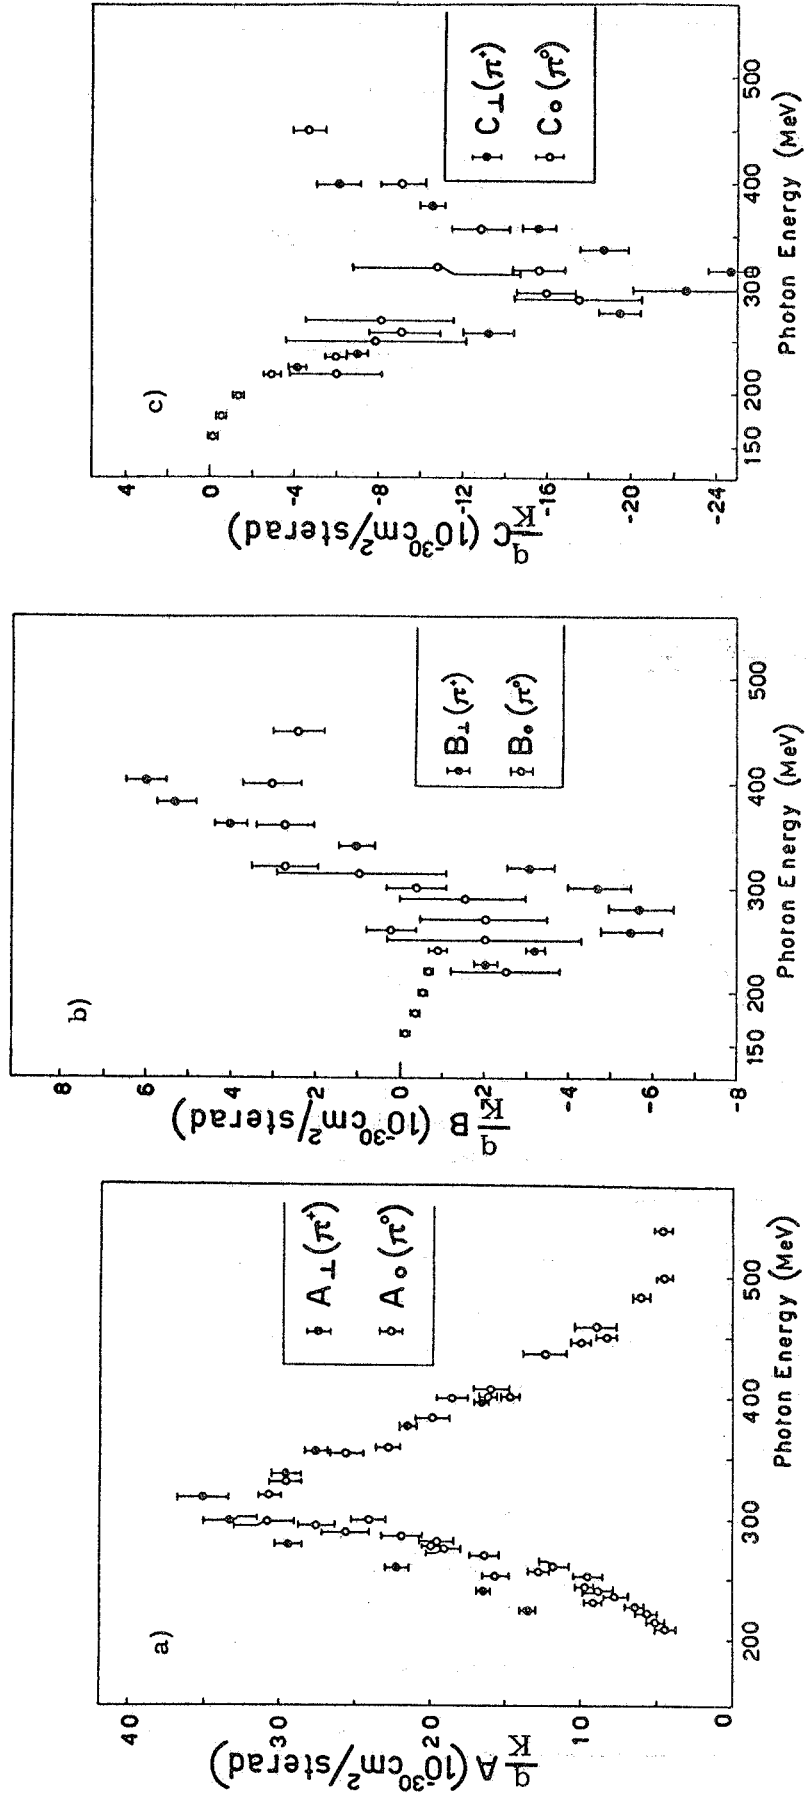 a)
A⊥(π⁺)
A₀(π⁰)
40
30
20
10
0
q/K A (10⁻³⁰cm²/sterad)
200
300
400
500
Photon Energy (MeV)
b)
B⊥(π⁺)
B₀(π⁰)
8
6
4
2
0
-2
-4
-6
-8
q/K B (10⁻³⁰cm²/sterad)
150
200
300
400
500
Phoron Energy (MeV)
c)
C⊥(π⁺)
C₀(π⁰)
4
0
-4
-8
-12
-16
-20
-24
q/K C (10⁻³⁰cm²/sterad)
150
200
300
400
500
Photon Energy (MeV)